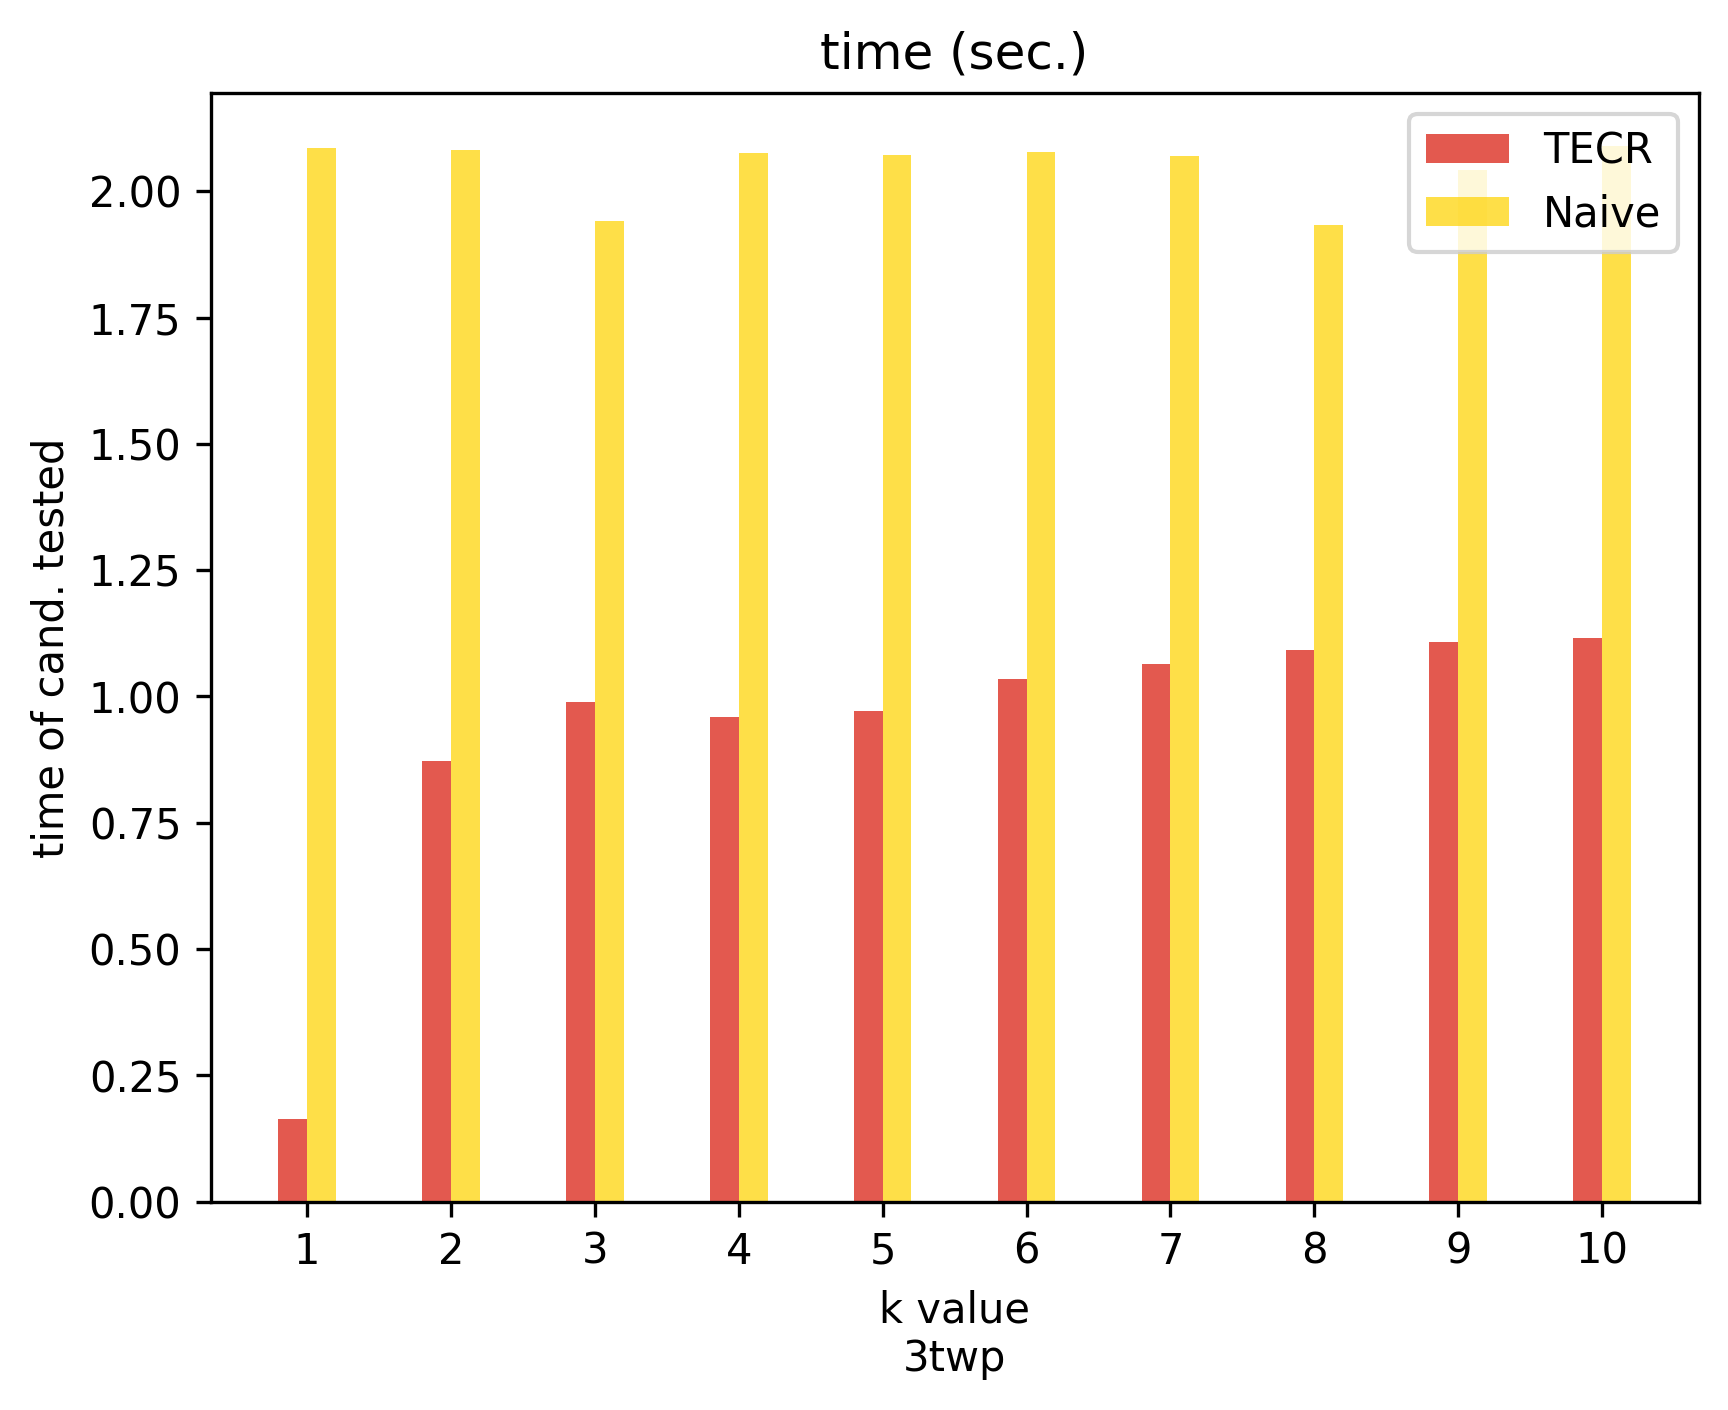 time (sec.)
TECR
Naive
time of cand. tested
2.00
1.75
1.50
1.25
1.00
0.75
0.50
0.25
0.00
1 2 3 4 5 6 7 8 9 10
k value
3twp